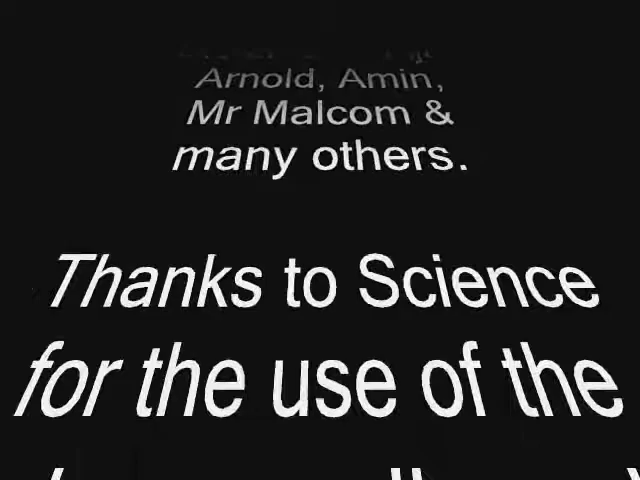 Arnold, Amin,
Mr Malcom &
many others.
Thanks to Science
for the use of the